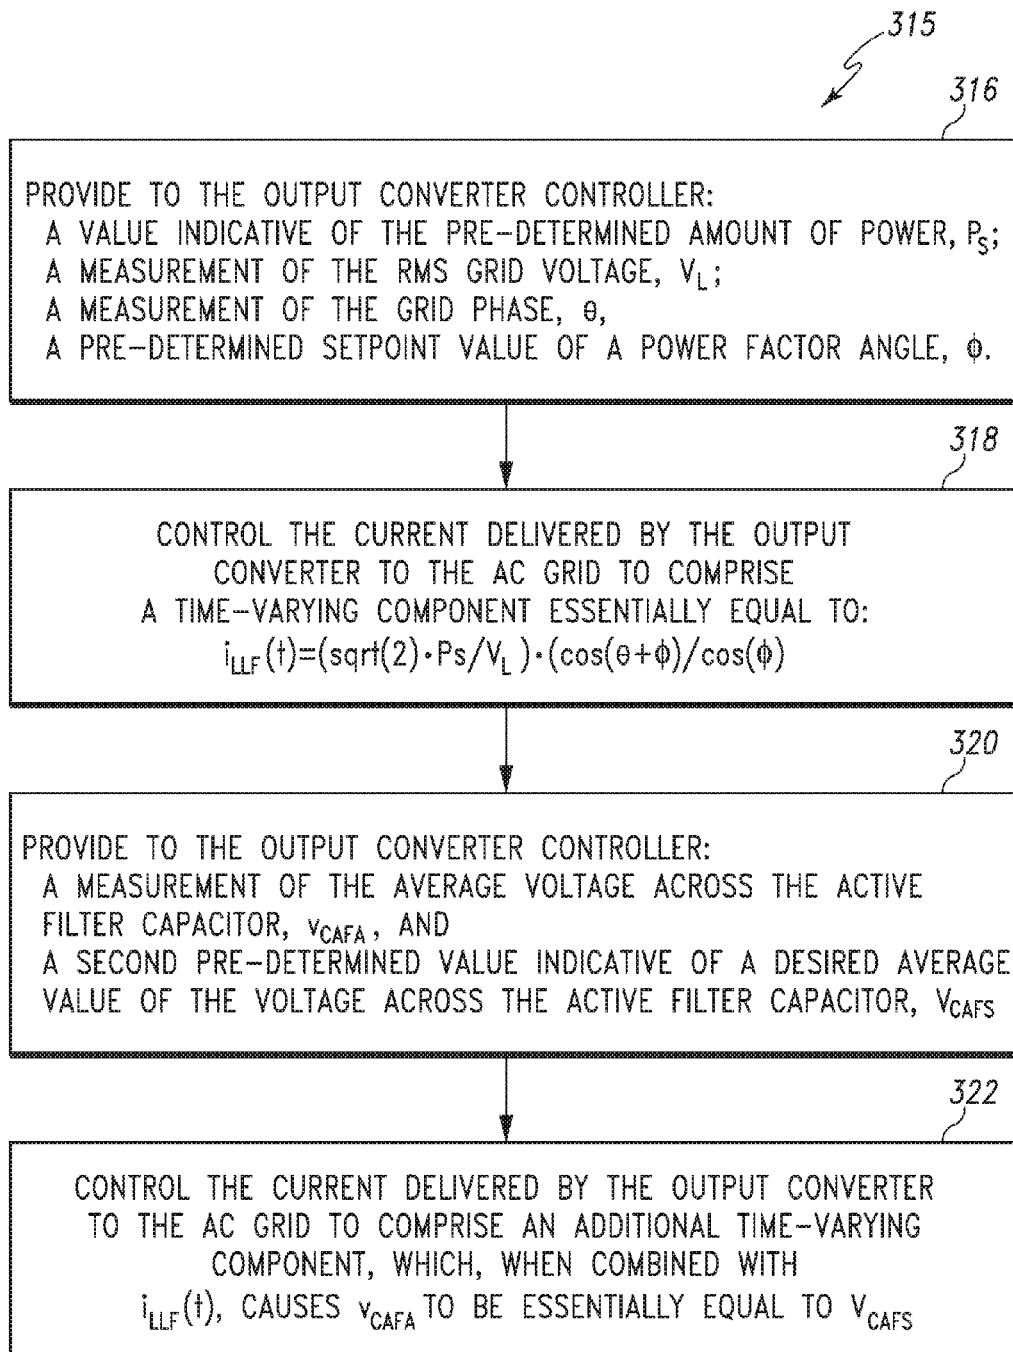 315
316
PROVIDE TO THE OUTPUT CONVERTER CONTROLLER:
A VALUE INDICATIVE OF THE PRE-DETERMINED AMOUNT OF POWER, P_S;
A MEASUREMENT OF THE RMS GRID VOLTAGE, V_L;
A MEASUREMENT OF THE GRID PHASE, θ,
A PRE-DETERMINED SETPOINT VALUE OF A POWER FACTOR ANGLE, ϕ.
318
CONTROL THE CURRENT DELIVERED BY THE OUTPUT
CONVERTER TO THE AC GRID TO COMPRISE
A TIME-VARYING COMPONENT ESSENTIALLY EQUAL TO:
i_LLF(t)=(sqrt(2)·Ps/V_L)·(cos(θ+ϕ)/cos(ϕ)
320
PROVIDE TO THE OUTPUT CONVERTER CONTROLLER:
A MEASUREMENT OF THE AVERAGE VOLTAGE ACROSS THE ACTIVE
FILTER CAPACITOR, v_CAFA, AND
A SECOND PRE-DETERMINED VALUE INDICATIVE OF A DESIRED AVERAGE
VALUE OF THE VOLTAGE ACROSS THE ACTIVE FILTER CAPACITOR, V_CAFS
322
CONTROL THE CURRENT DELIVERED BY THE OUTPUT CONVERTER
TO THE AC GRID TO COMPRISE AN ADDITIONAL TIME-VARYING
COMPONENT, WHICH, WHEN COMBINED WITH
i_LLF(t), CAUSES v_CAFA TO BE ESSENTIALLY EQUAL TO V_CAFS